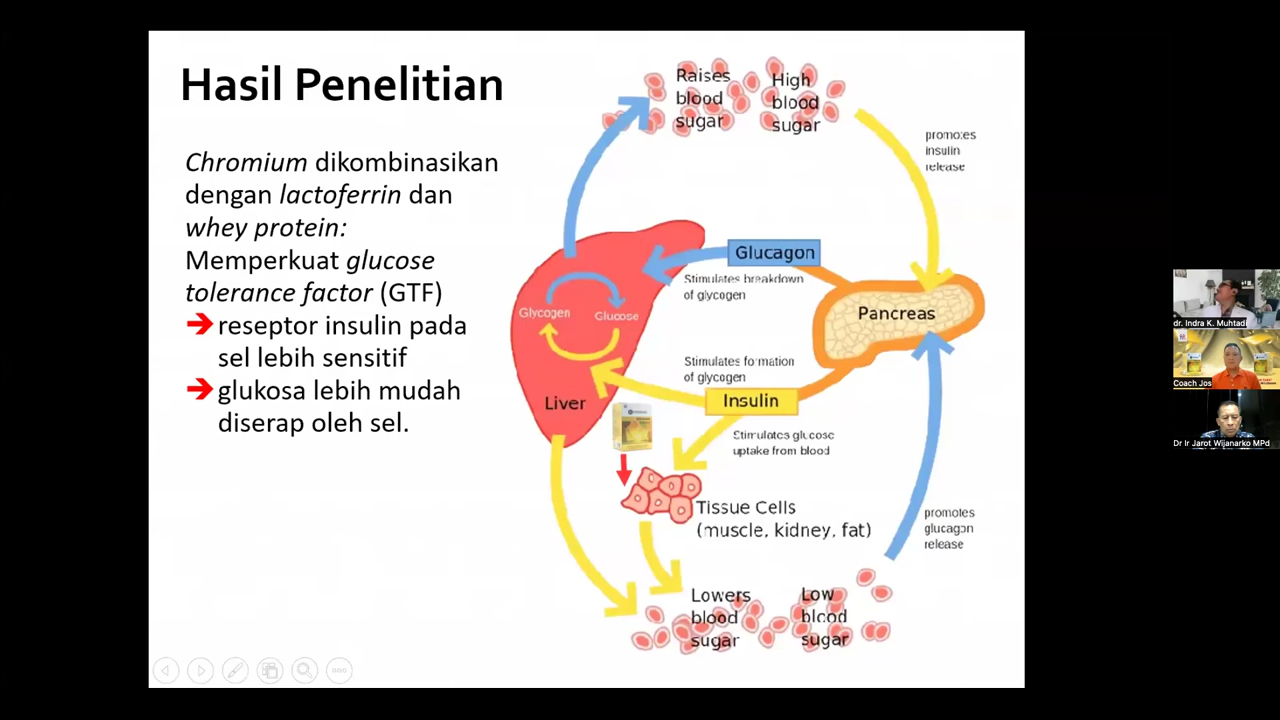 Hasil Penelitian
Chromium dikombinasikan
dengan lactoferrin dan
whey protein:
Memperkuat glucose
tolerance factor (GTF)
➔ reseptor insulin pada
sel lebih sensitif
➔ glukosa lebih mudah
diserap oleh sel.
Raises
blood
sugar
High
blood
sugar
promotes
insulin
release
Glucagon
Stimulates breakdown
of glycogen
Glycogen
Glucose
Pancreas
Stimulates formation
of glycogen
Liver
Insulin
Stimulates glucose
uptake from blood
Tissue Cells
(muscle, kidney, fat)
promotes
glucagon
release
Lowers
blood
sugar
Low
blood
sugar
dr. Indra K. Muhtadi
Coach Jos
Dr Ir Jarot Wijanarko MPd